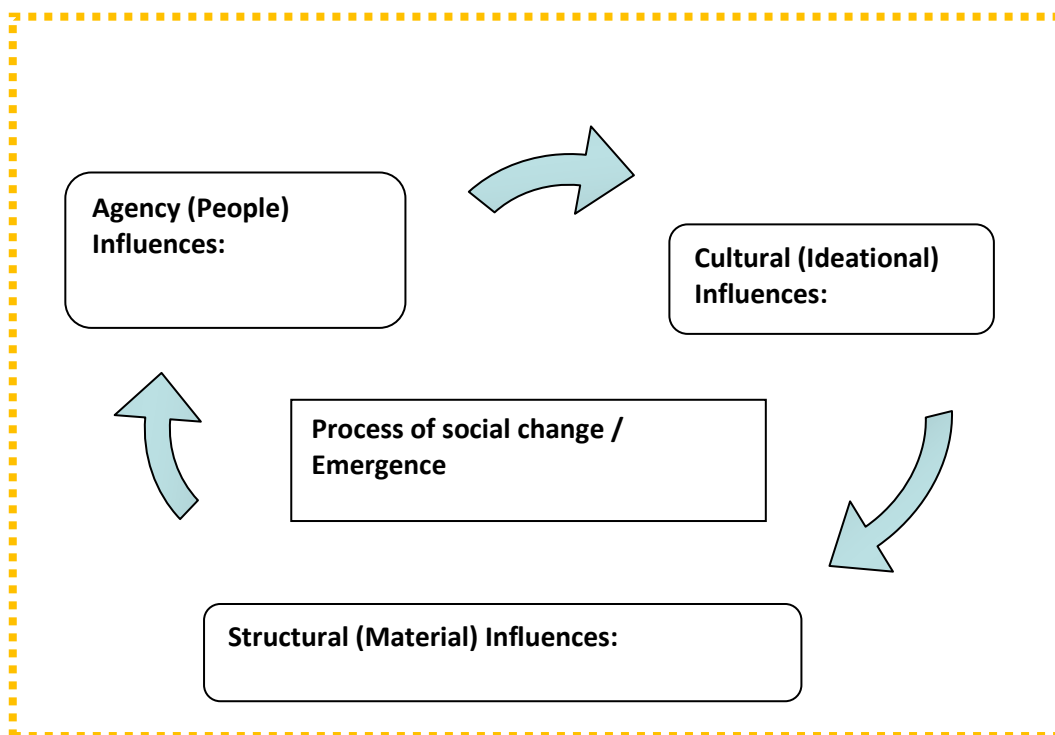 Agency (People)
Influences:
Cultural (Ideational)
Influences:
Process of social change /
Emergence
Structural (Material) Influences: